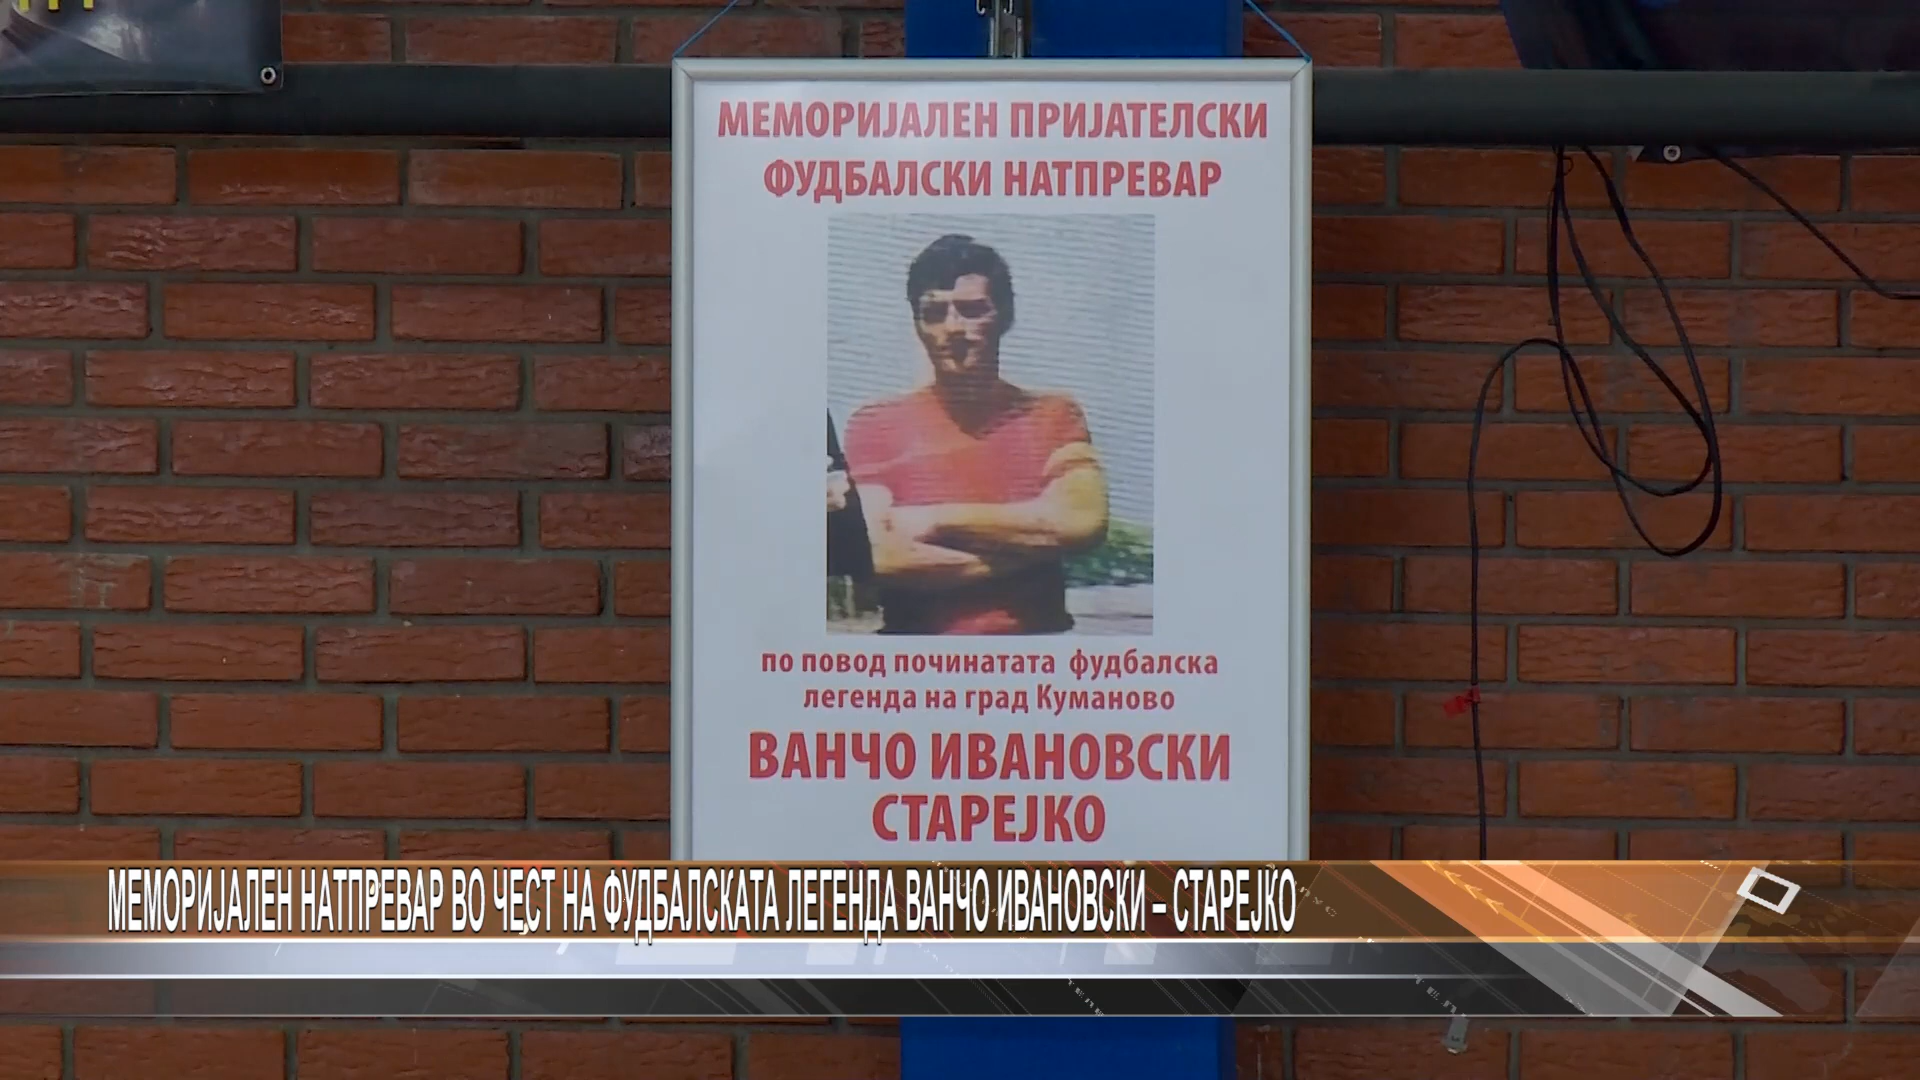 МЕМОРИЈАЛЕН ПРИЈАТЕЛСКИ
ФУДБАЛСКИ НАТПРЕВАР
по повод починатата фудбалска
легенда на град Куманово
ВАНЧО ИВАНОВСКИ
СТАРЕЈКО
МЕМОРИЈАЛЕН НАТПРЕВАР ВО ЧЕСТ НА ФУДБАЛСКАТА ЛЕГЕНДА ВАНЧО ИВАНОВСКИ – СТАРЕЈКО